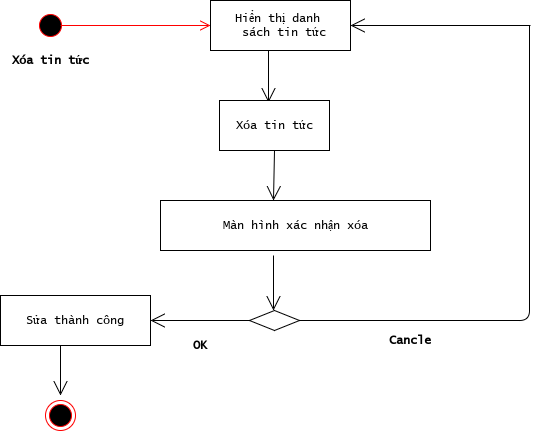 Hiển thị danh
sách tin tức
Xóa tin tức
Xóa tin tức
Màn hình xác nhận xóa
Sửa thành công
OK
Cancle